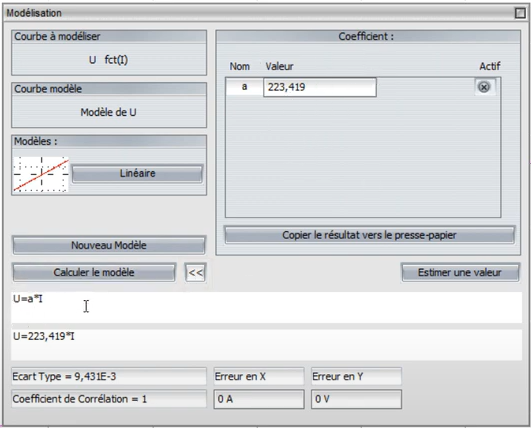 Modélisation
Courbe à modéliser
U fct(I)
Courbe modèle
Modèle de U
Modèles :
Linéaire
Nouveau Modèle
Calculer le modèle
<<
Coefficient :
Nom Valeur Actif
a 223,419
Copier le résultat vers le presse-papier
Estimer une valeur
U=a*I
U=223,419*I
Ecart Type = 9,431E-3 Erreur en X Erreur en Y
Coefficient de Corrélation = 1 0 A 0 V